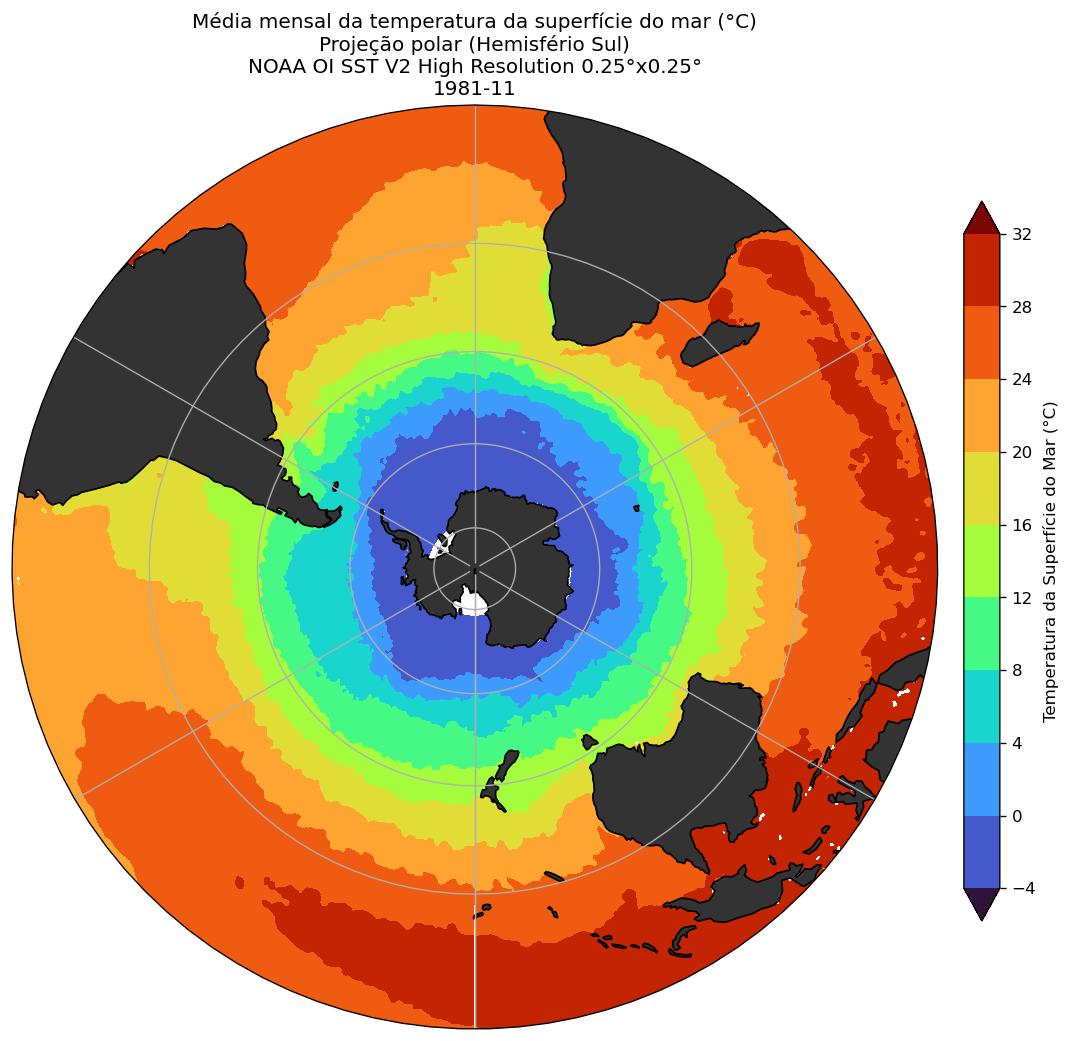 Média mensal da temperatura da superfície do mar (°C)
Projeção polar (Hemisfério Sul)
NOAA OI SST V2 High Resolution 0.25°x0.25°
1981-11
32
28
24
20
16
12
8
4
0
−4
Temperatura da Superfície do Mar (°C)